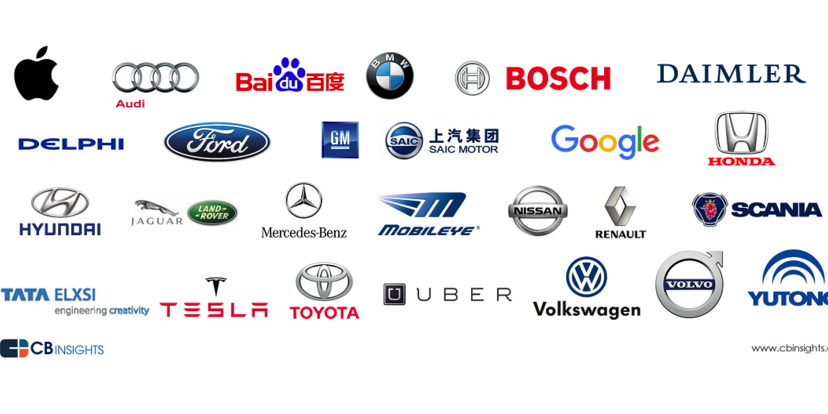 Audi
Bai du 百度
BMW
BOSCH
DAIMLER
DELPHI
Ford
GM
SAIC
上汽集团
SAIC MOTOR
Google
HONDA
HYUNDAI
JAGUAR
LAND-
ROVER
Mercedes-Benz
MOBILEYE®
NISSAN
RENAULT
SCANIA
TATA ELXSI
engineering creativity
TESLA
TOYOTA
U UBER
Volkswagen
VOLVO
YUTONG
CBINSIGHTS
www.cbinsights.c